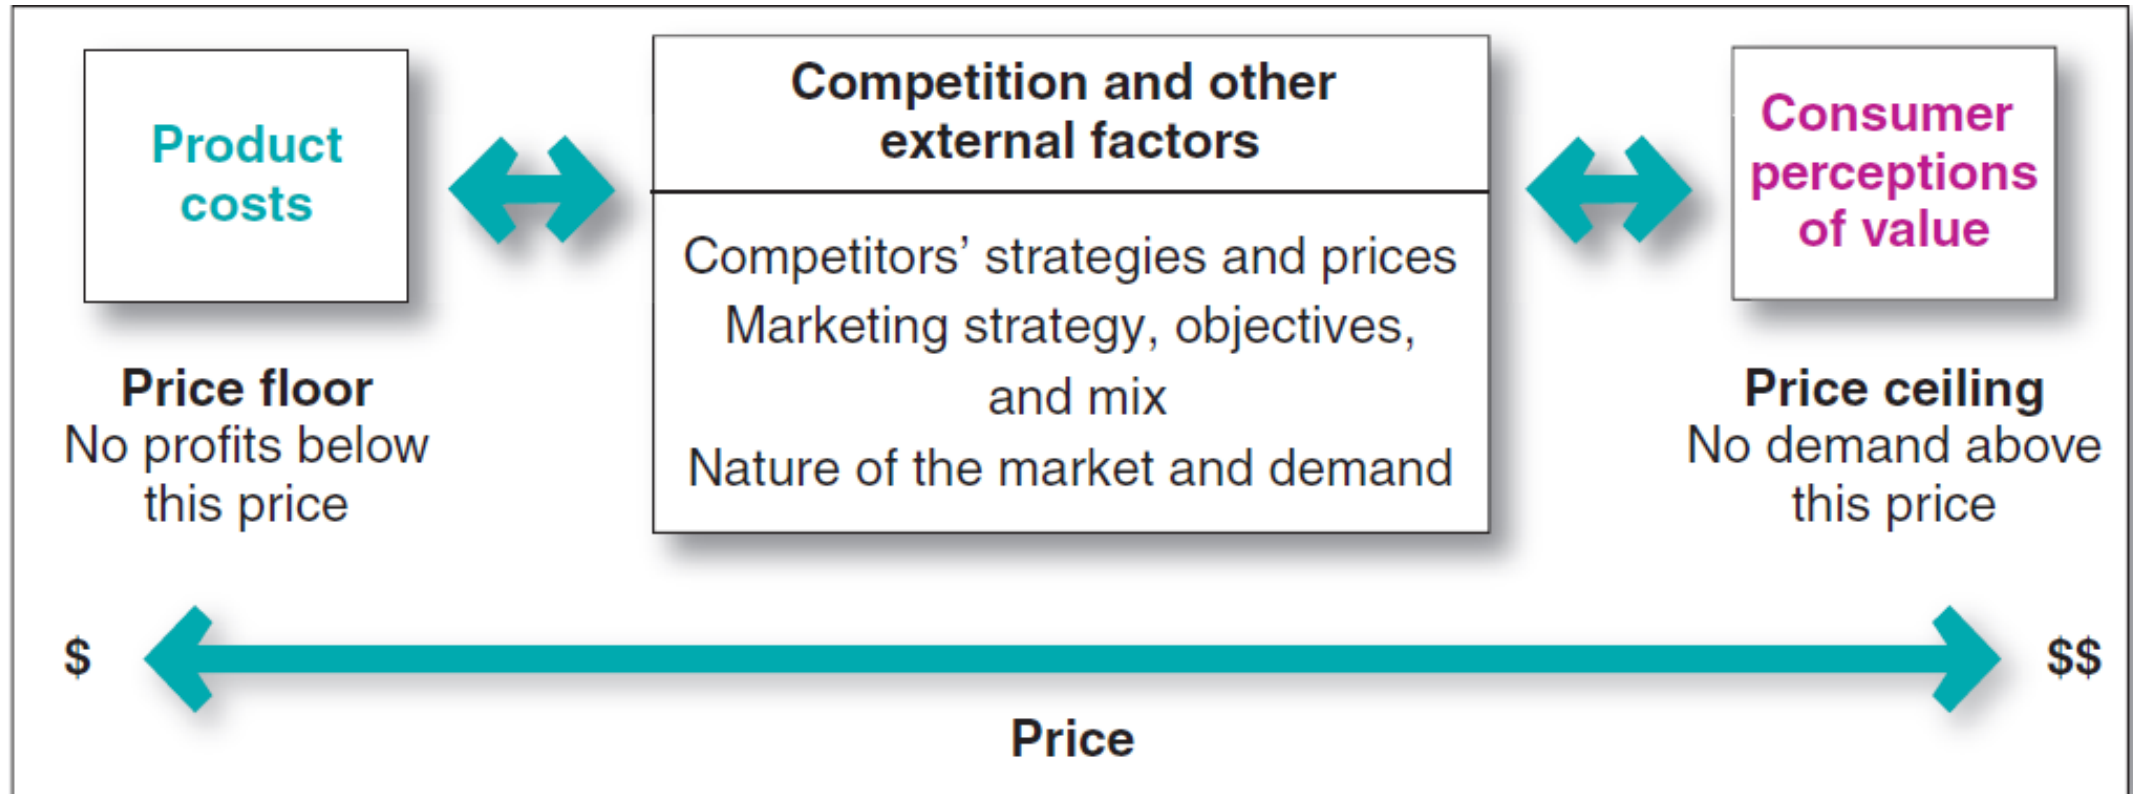 Product
costs
Price floor
No profits below
this price
Competition and other
external factors
Competitors’ strategies and prices
Marketing strategy, objectives,
and mix
Nature of the market and demand
Consumer
perceptions
of value
Price ceiling
No demand above
this price
$
$$
Price